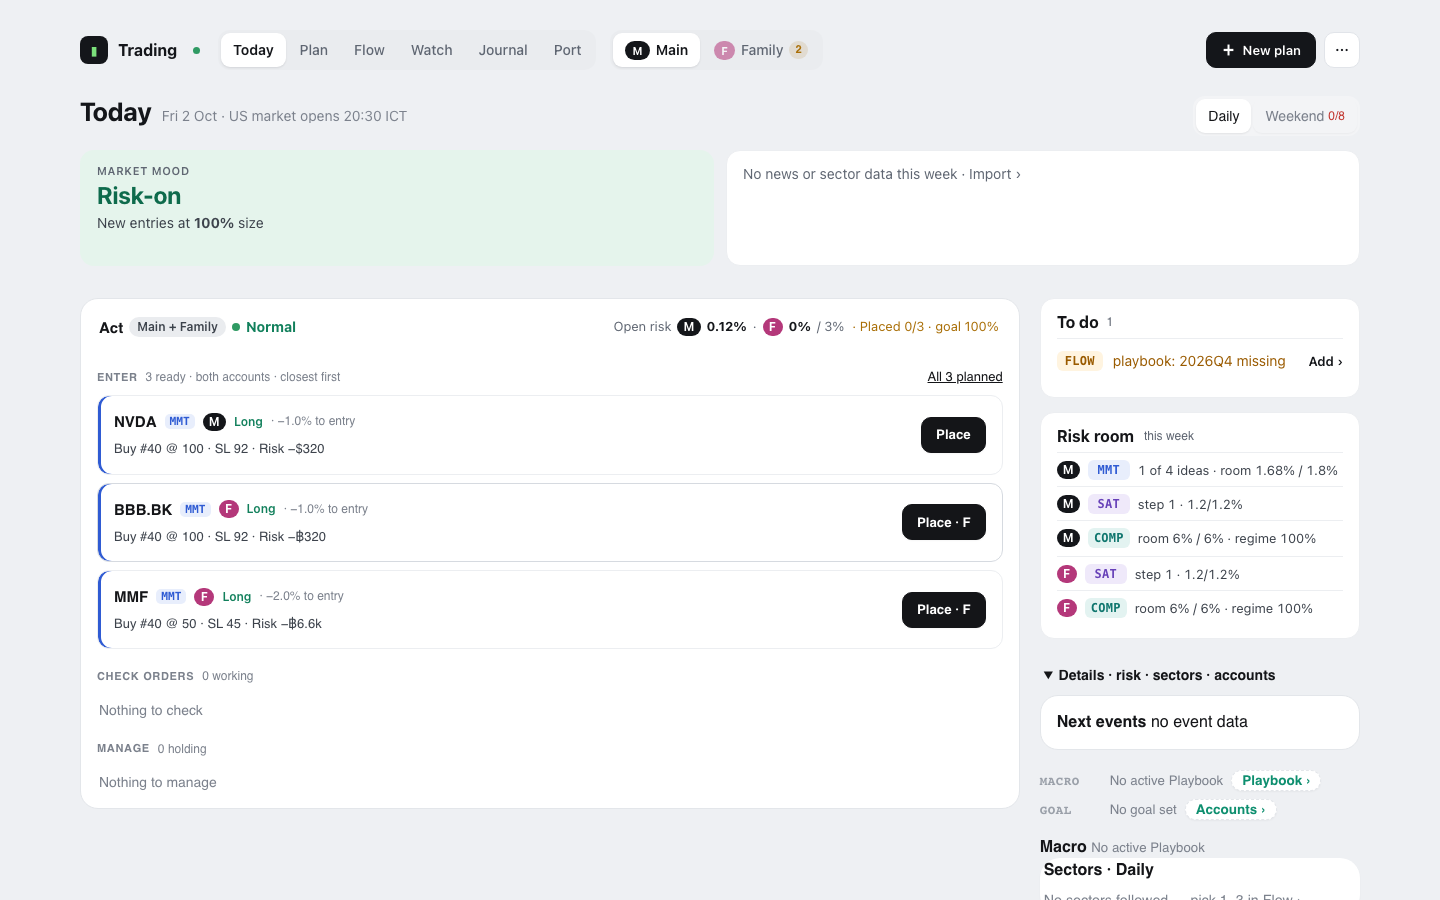 Trading
Today Plan Flow Watch Journal Port
M Main F Family 2
+ New plan
···
Today Fri 2 Oct · US market opens 20:30 ICT
Daily Weekend 0/8
MARKET MOOD
Risk-on
New entries at 100% size
No news or sector data this week · Import ›
Act Main + Family Normal
Open risk M 0.12% · F 0% / 3% · Placed 0/3 · goal 100%
ENTER 3 ready · both accounts · closest first
All 3 planned
NVDA MMT M Long · −1.0% to entry
Buy #40 @ 100 · SL 92 · Risk −$320
Place
BBB.BK MMT F Long · −1.0% to entry
Buy #40 @ 100 · SL 92 · Risk −฿320
Place · F
MMF MMT F Long · −2.0% to entry
Buy #40 @ 50 · SL 45 · Risk −฿6.6k
Place · F
CHECK ORDERS 0 working
Nothing to check
MANAGE 0 holding
Nothing to manage
To do 1
FLOW playbook: 2026Q4 missing Add ›
Risk room this week
M MMT 1 of 4 ideas · room 1.68% / 1.8%
M SAT step 1 · 1.2/1.2%
M COMP room 6% / 6% · regime 100%
F SAT step 1 · 1.2/1.2%
F COMP room 6% / 6% · regime 100%
▼ Details · risk · sectors · accounts
Next events no event data
MACRO No active Playbook Playbook ›
GOAL No goal set Accounts ›
Macro No active Playbook
Sectors · Daily
No sectors followed — pick 1–3 in Flow ›